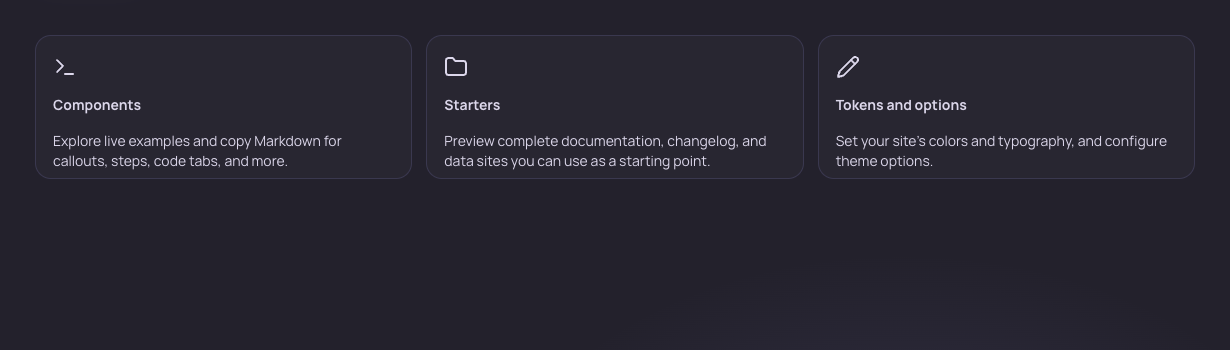 Components
Explore live examples and copy Markdown for
callouts, steps, code tabs, and more.
Starters
Preview complete documentation, changelog, and
data sites you can use as a starting point.
Tokens and options
Set your site's colors and typography, and configure
theme options.